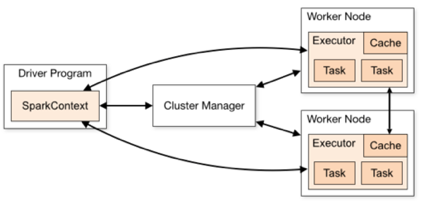 Worker Node
Executor
Cache
Task
Task
Driver Program
SparkContext
Cluster Manager
Worker Node
Executor
Cache
Task
Task